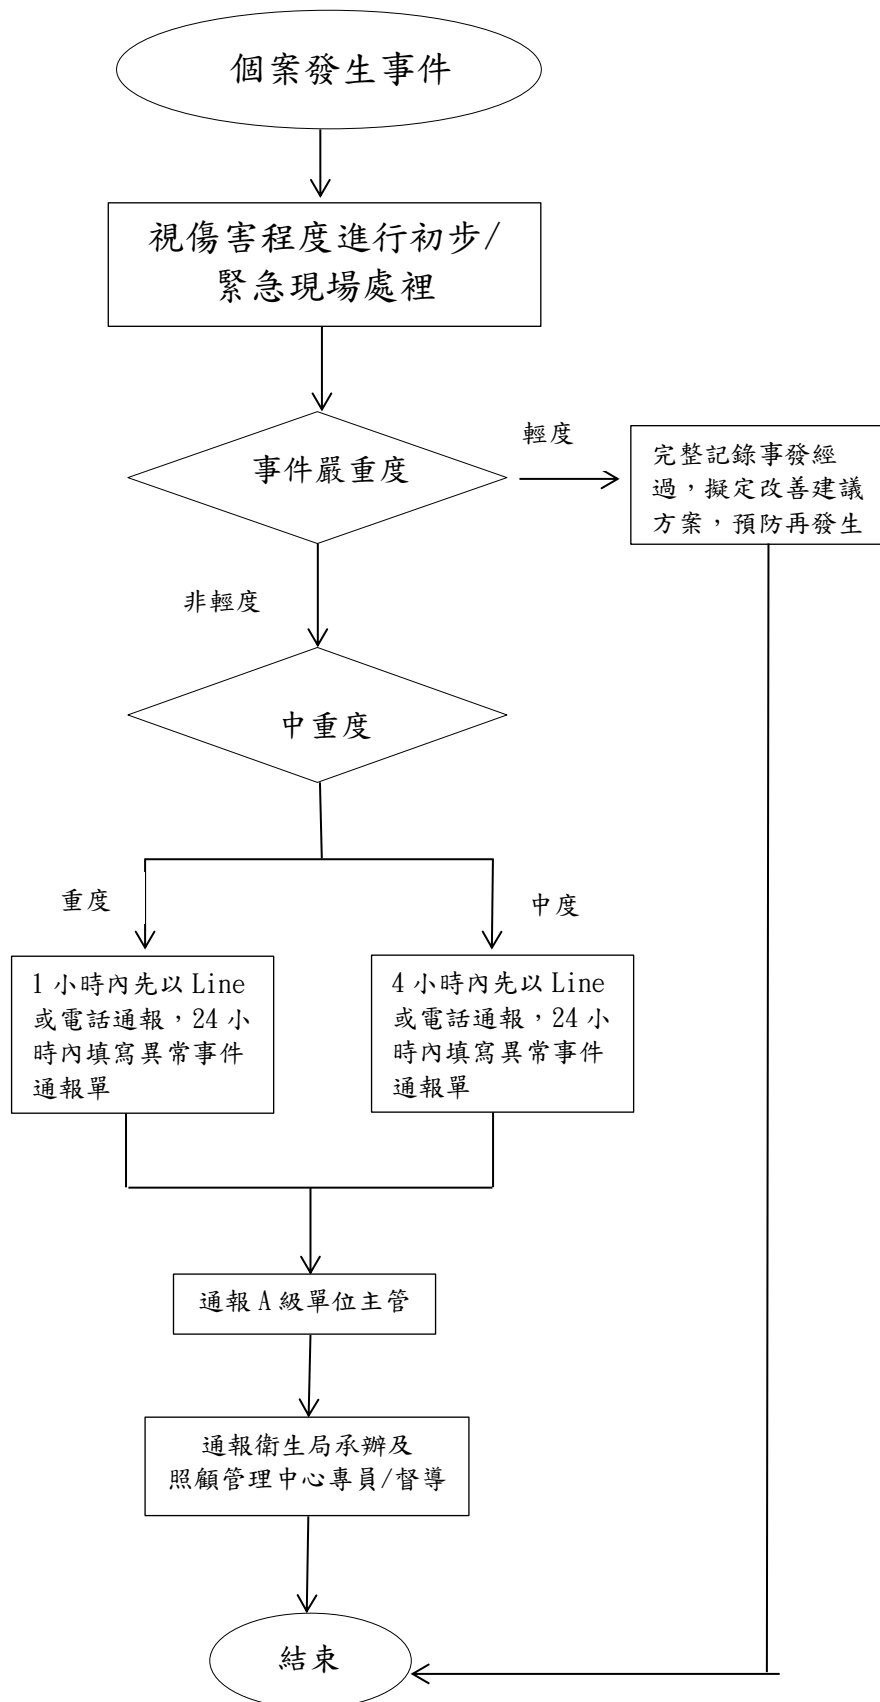 個案發生事件
視傷害程度進行初步/
緊急現場處裡
事件嚴重度
輕度
完整記錄事發經
過，擬定改善建議
方案，預防再發生
非輕度
中重度
重度
中度
1 小時內先以 Line
或電話通報，24 小
時內填寫異常事件
通報單
4 小時內先以 Line
或電話通報，24 小
時內填寫異常事件
通報單
通報 A 級單位主管
通報衛生局承辦及
照顧管理中心專員/督導
結束